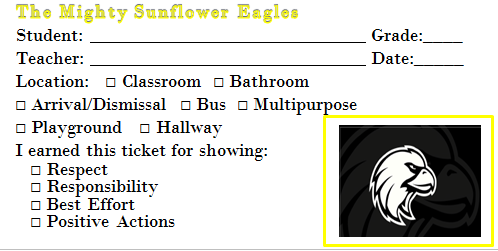 The Mighty Sunflower Eagles
Student: ______________________________ Grade:____
Teacher: ______________________________ Date:_____
Location: □ Classroom □ Bathroom
□ Arrival/Dismissal □ Bus □ Multipurpose
□ Playground □ Hallway
I earned this ticket for showing:
□ Respect
□ Responsibility
□ Best Effort
□ Positive Actions